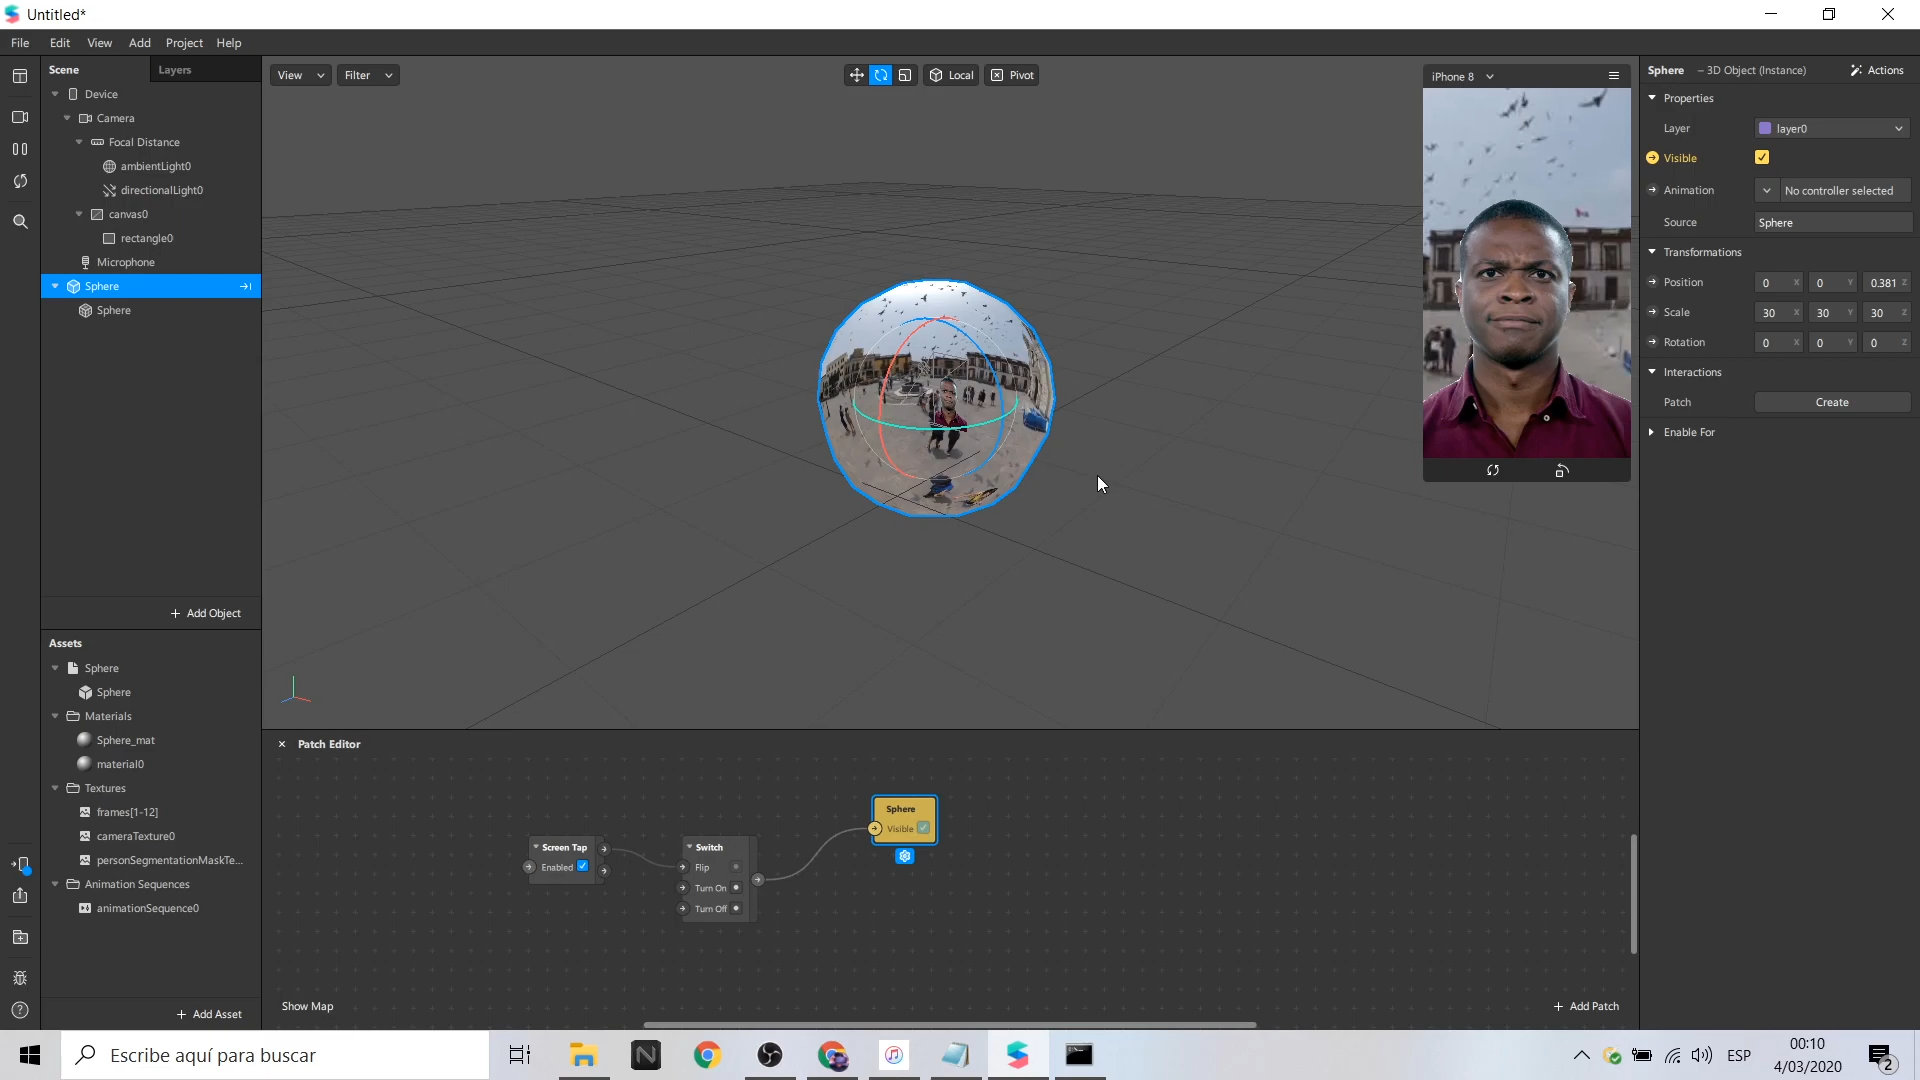 Untitled*
File Edit View Add Project Help
Scene Layers
Device
Camera
Focal Distance
ambientLight0
directionalLight0
canvas0
rectangle0
Microphone
Sphere
Sphere
+ Add Object
Assets
Sphere
Sphere
Materials
Sphere_mat
material0
Textures
frames[1-12]
cameraTexture0
personSegmentationMaskTe...
Animation Sequences
animationSequence0
+ Add Asset
View Filter
Local Pivot
iPhone 8
Sphere – 3D Object (Instance) Actions
Properties
Layer layer0
Visible
Animation No controller selected
Source Sphere
Transformations
Position 0 X 0 Y 0.381 Z
Scale 30 X 30 Y 30 Z
Rotation 0 X 0 Y 0 Z
Interactions
Patch Create
Enable For
× Patch Editor
Screen Tap
Enabled
Switch
Flip
Turn On
Turn Off
Sphere
Visible
Show Map
+ Add Patch
Escribe aquí para buscar
N
ESP
00:10
4/03/2020
2